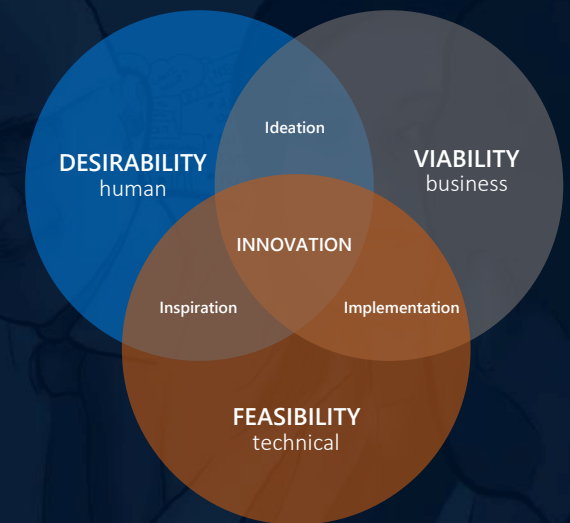 Ideation
DESIRABILITY
human
VIABILITY
business
INNOVATION
Inspiration
Implementation
FEASIBILITY
technical